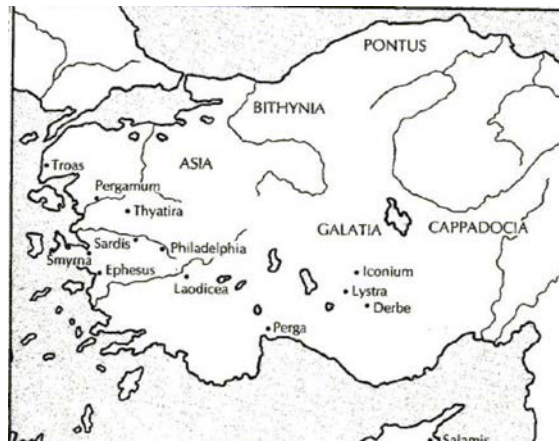 PONTUS
BITHYNIA
ASIA
Troas
Pergamum
Thyatira
GALATIA
CAPPADOCIA
Sardis
Philadelphia
Smyrna
Ephesus
Laodicea
Iconium
Lystra
Derbe
Perga
Salamis